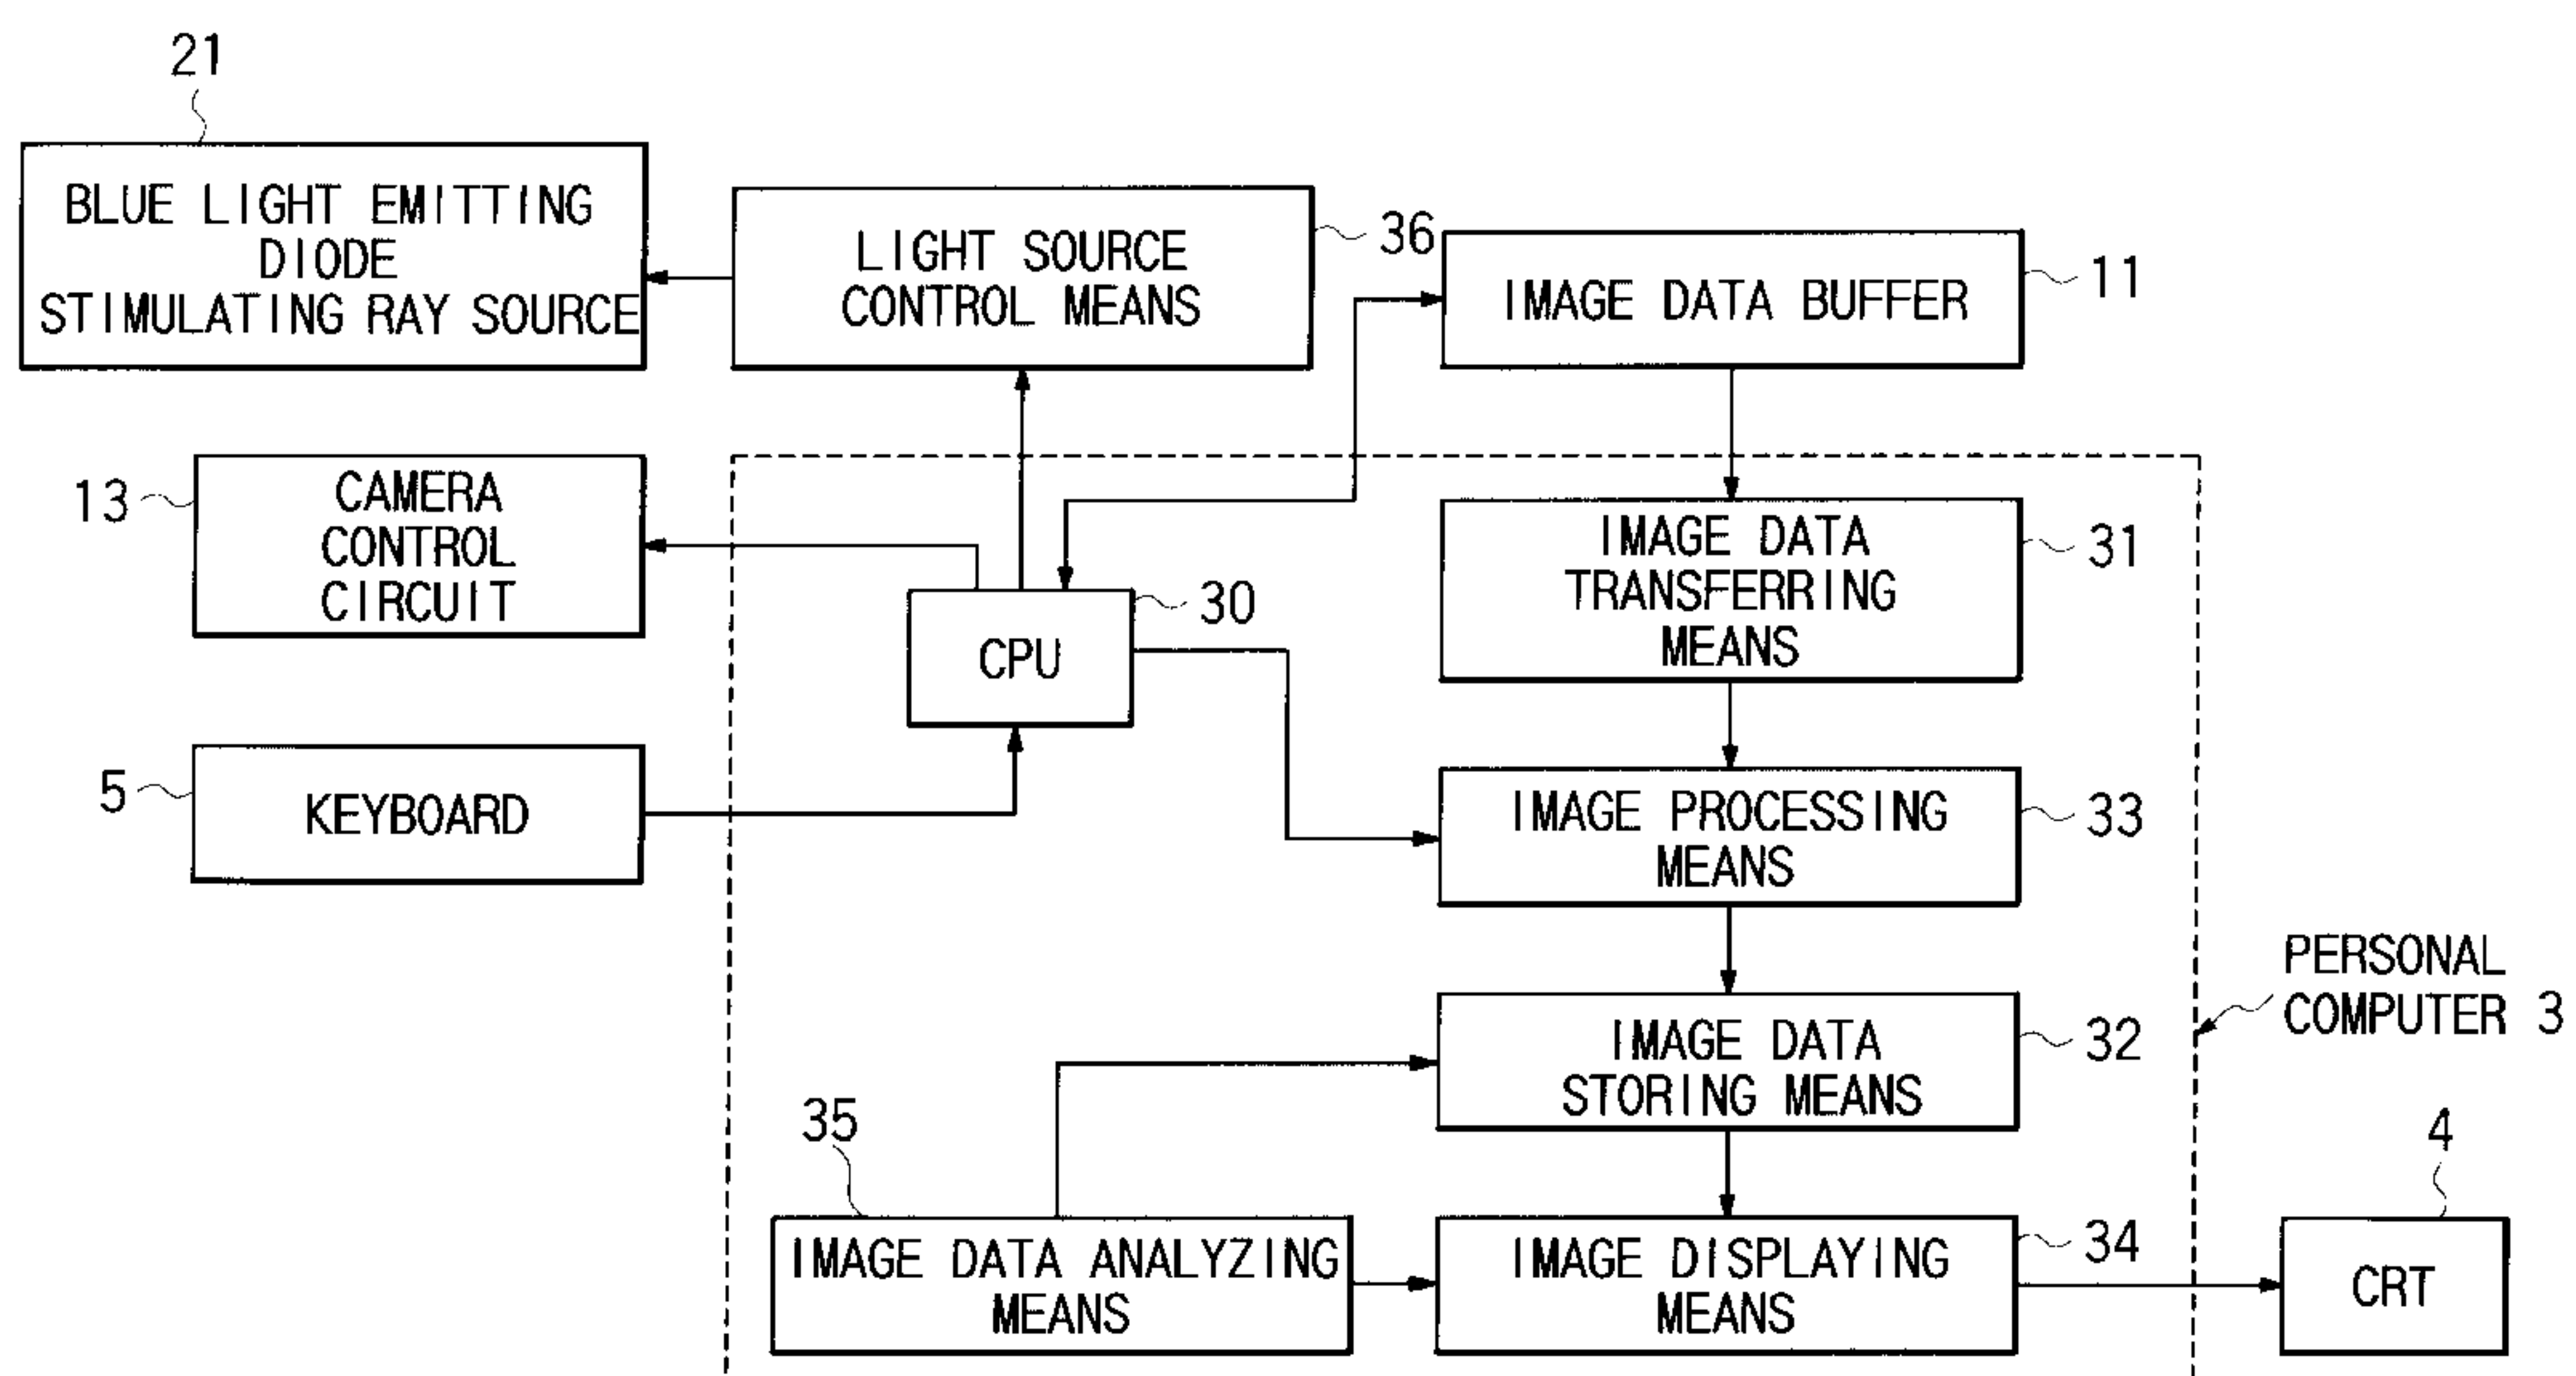 21
BLUE LIGHT EMITTING
DIODE
STIMULATING RAY SOURCE
LIGHT SOURCE
CONTROL MEANS
36
IMAGE DATA BUFFER
11
13
CAMERA
CONTROL
CIRCUIT
CPU
30
IMAGE DATA
TRANSFERRING
MEANS
31
5
KEYBOARD
IMAGE PROCESSING
MEANS
33
PERSONAL
COMPUTER 3
IMAGE DATA
STORING MEANS
32
35
IMAGE DATA ANALYZING
MEANS
IMAGE DISPLAYING
MEANS
34
4
CRT